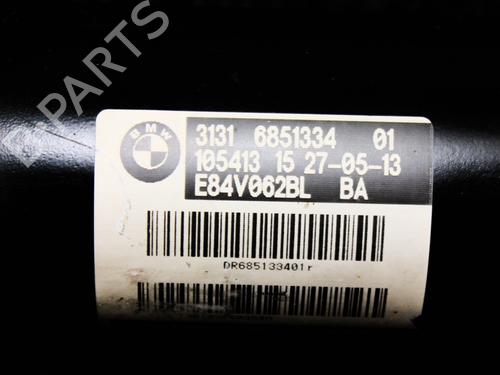 B-PARTS
BMW
3131 6851334 01
105413 15 27-05-13
E84V062BL BA
DR685133401r